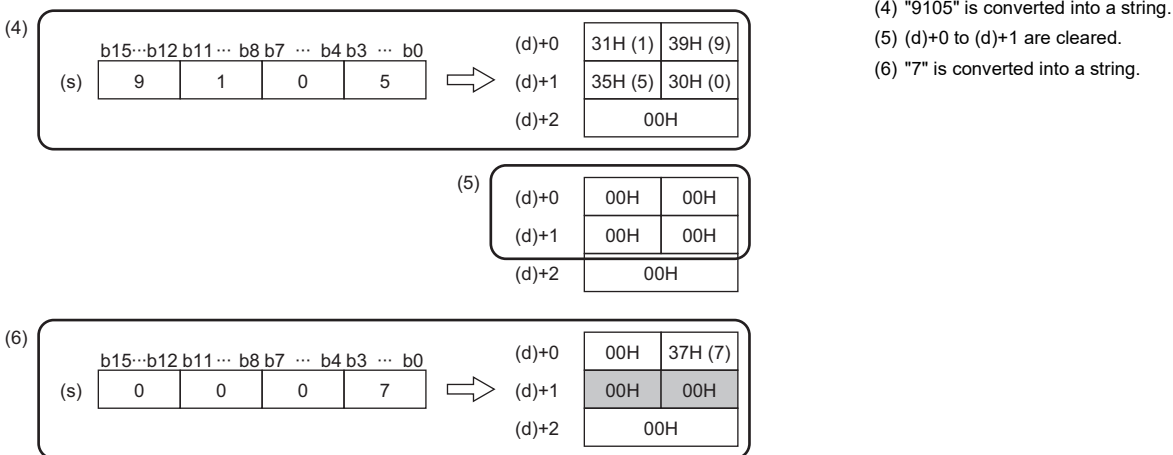 (4) "9105" is converted into a string.
(4)
b15···b12 b11 ··· b8 b7 ··· b4 b3 ··· b0
(d)+0 31H (1) 39H (9)
(5) (d)+0 to (d)+1 are cleared.
(s) 9 1 0 5 (d)+1 35H (5) 30H (0)
(6) "7" is converted into a string.
(d)+2 00H
(5)
(d)+0 00H 00H
(d)+1 00H 00H
(d)+2 00H
(6)
b15···b12 b11 ··· b8 b7 ··· b4 b3 ··· b0
(d)+0 00H 37H (7)
(s) 0 0 0 7 (d)+1 00H 00H
(d)+2 00H